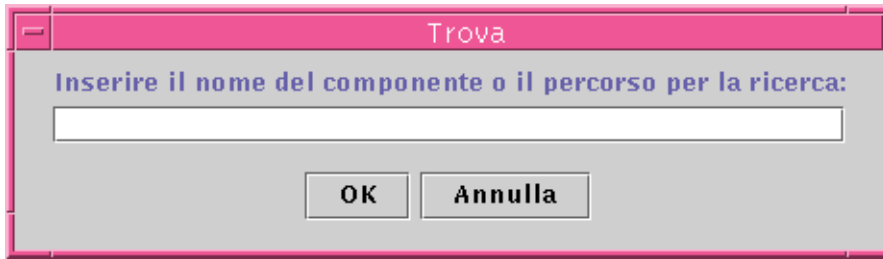 Trova
Inserire il nome del componente o il percorso per la ricerca:
OK Annulla